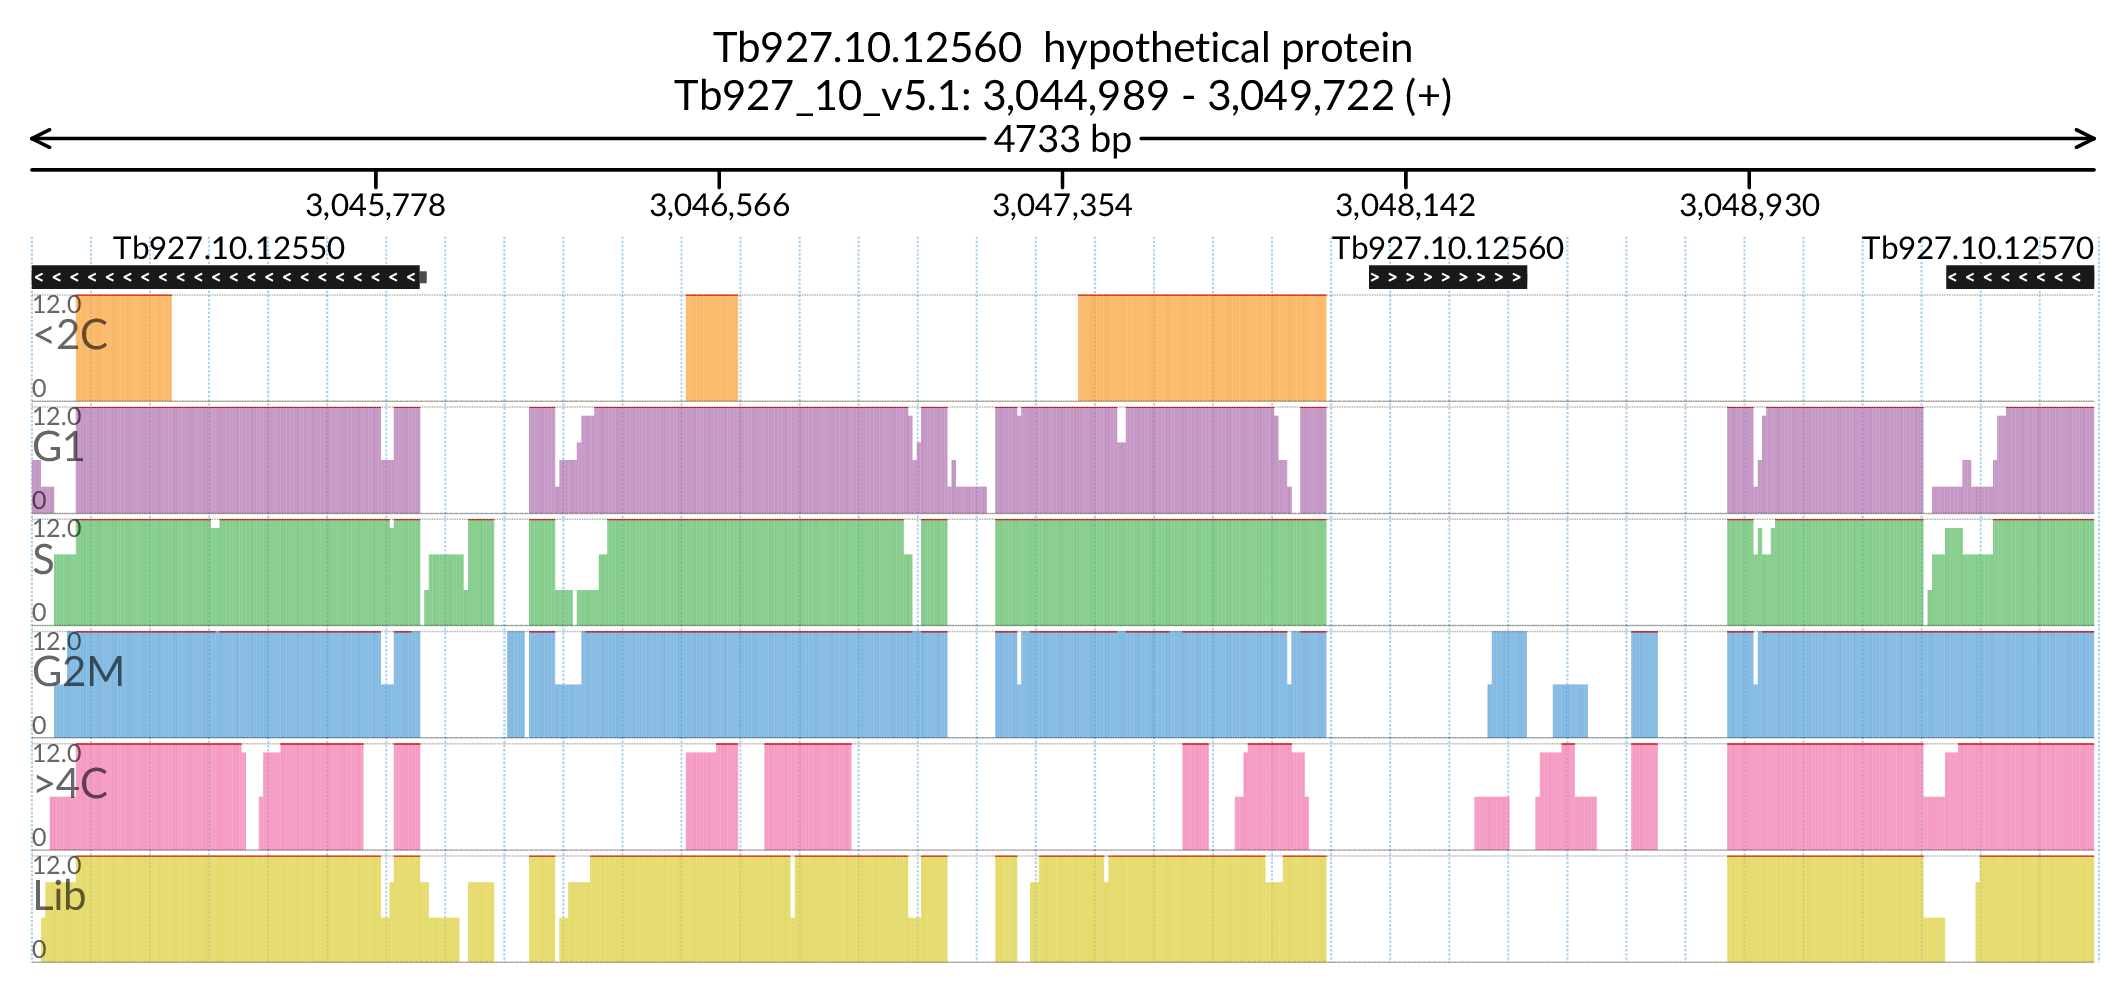 Tb927.10.12560  hypothetical protein
Tb927_10_v5.1: 3,044,989 - 3,049,722 (+)
4733 bp
3,045,778 3,046,566 3,047,354 3,048,142 3,048,930
Tb927.10.12550 Tb927.10.12560 Tb927.10.12570
12.0
<2C
0
12.0
G1
0
12.0
S
0
12.0
G2M
0
12.0
>4C
0
12.0
Lib
0